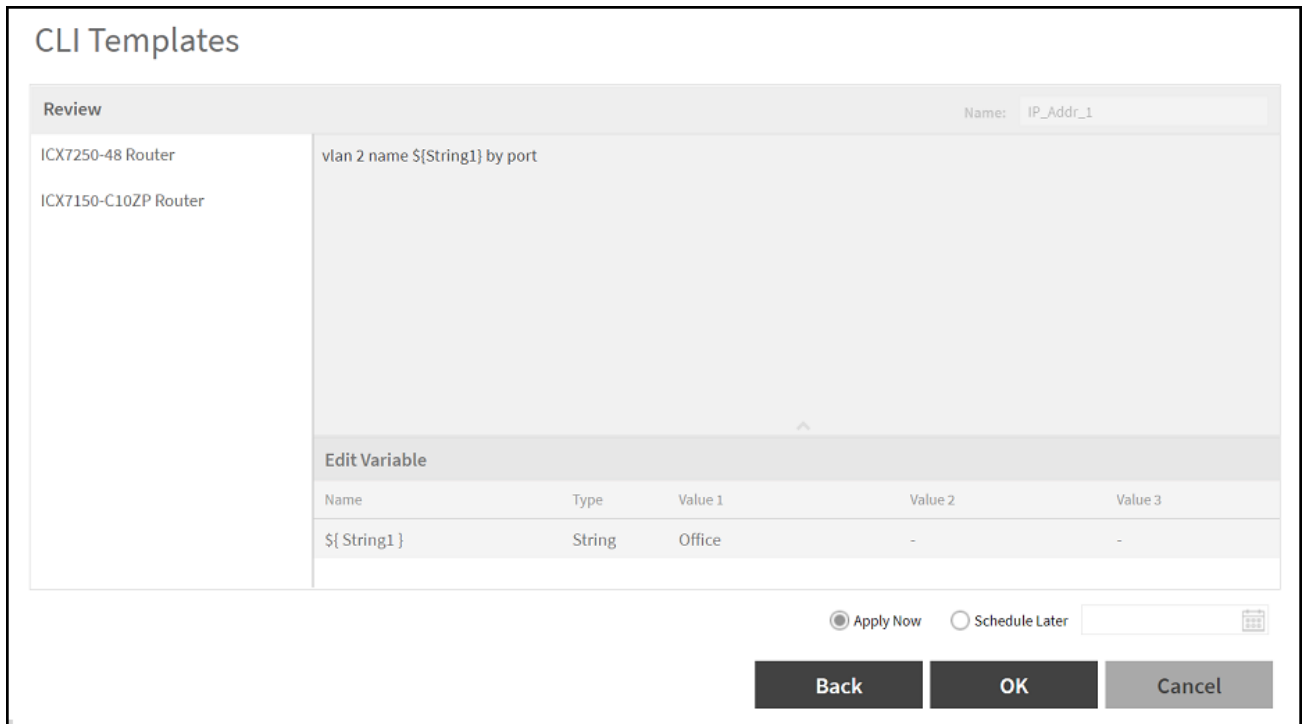 CLI Templates
Review
Name: IP_Addr_1
ICX7250-48 Router
ICX7150-C10ZP Router
vlan 2 name ${String1} by port
Edit Variable
Name Type Value 1 Value 2 Value 3
${ String1 } String Office - -
Apply Now Schedule Later
Back OK Cancel